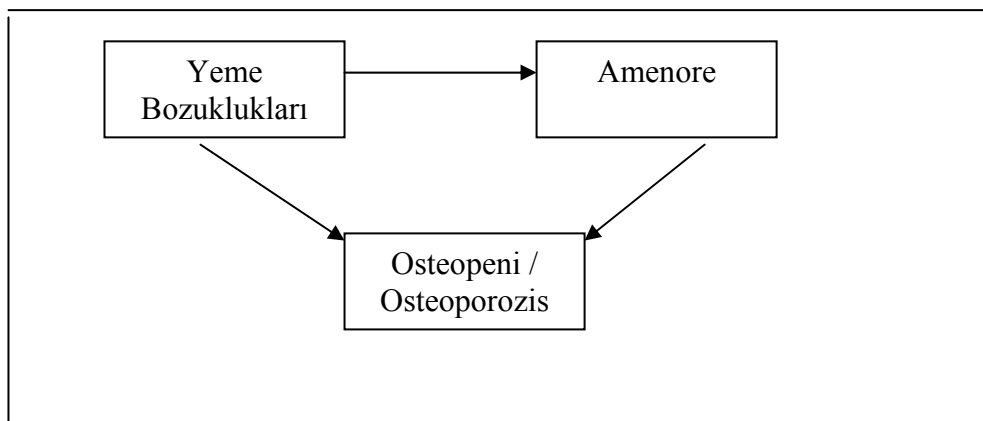 Yeme
Bozuklukları
Amenore
Osteopeni /
Osteoporozis